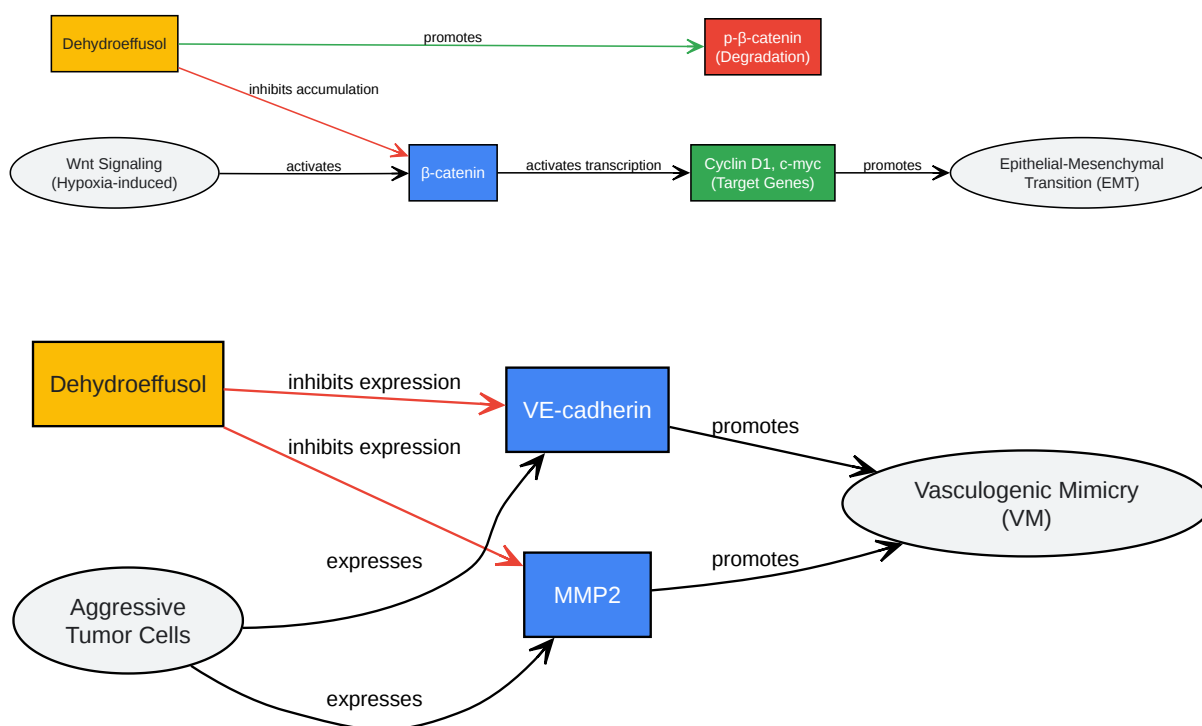 Dehydroeffusol
promotes
p-β-catenin
(Degradation)
inhibits accumulation
Wnt Signaling
(Hypoxia-induced)
activates
β-catenin
activates transcription
Cyclin D1, c-myc
(Target Genes)
promotes
Epithelial-Mesenchymal
Transition (EMT)
Dehydroeffusol
inhibits expression
VE-cadherin
promotes
inhibits expression
Vasculogenic Mimicry
(VM)
expresses
MMP2
promotes
Aggressive
Tumor Cells
expresses